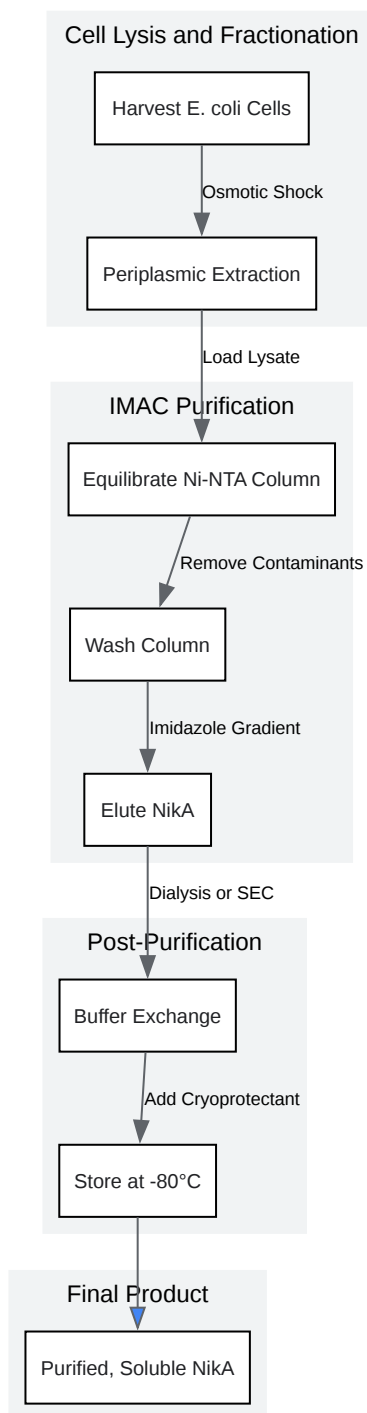 Cell Lysis and Fractionation
Harvest E. coli Cells
Osmotic Shock
Periplasmic Extraction
Load Lysate
IMAC Purification
Equilibrate Ni-NTA Column
Remove Contaminants
Wash Column
Imidazole Gradient
Elute NikA
Dialysis or SEC
Post-Purification
Buffer Exchange
Add Cryoprotectant
Store at -80°C
Final Product
Purified, Soluble NikA